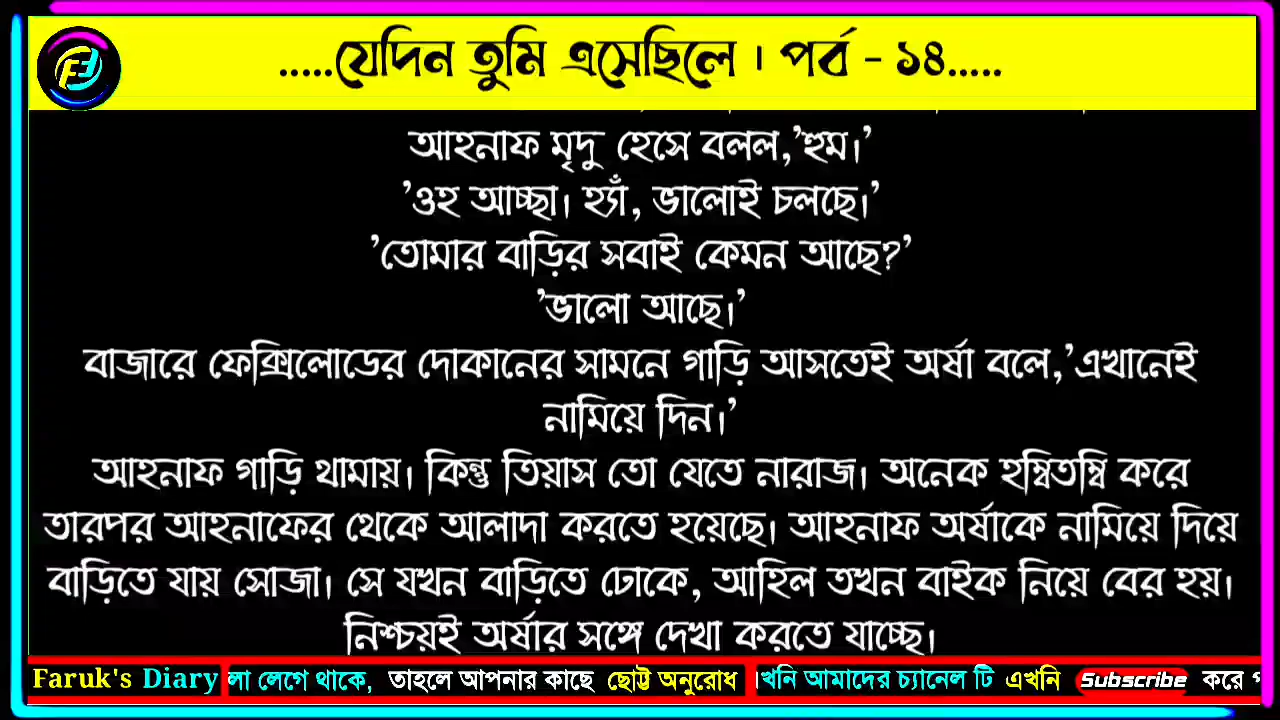 .....যেদিন তুমি এসেছিলে । পর্ব - ১৪.....
আহনাফ মৃদু হেসে বলল,’হুম।’
’ওহ আচ্ছা। হ্যাঁ, ভালোই চলছে।’
’তোমার বাড়ির সবাই কেমন আছে?’
’ভালো আছে।’
বাজারে ফেক্সিলোডের দোকানের সামনে গাড়ি আসতেই অর্ষা বলে,’এখানেই
নামিয়ে দিন।’
আহনাফ গাড়ি থামায়। কিন্তু তিয়াস তো যেতে নারাজ। অনেক হম্বিতম্বি করে
তারপর আহনাফের থেকে আলাদা করতে হয়েছে। আহনাফ অর্ষাকে নামিয়ে দিয়ে
বাড়িতে যায় সোজা। সে যখন বাড়িতে ঢোকে, আহিল তখন বাইক নিয়ে বের হয়।
নিশ্চয়ই অর্ষার সঙ্গে দেখা করতে যাচ্ছে।
Faruk's Diary লা লেগে থাকে, তাহলে আপনার কাছে ছোট্ট অনুরোধ খনি আমাদের চ্যানেল টি এখনি Subscribe করে